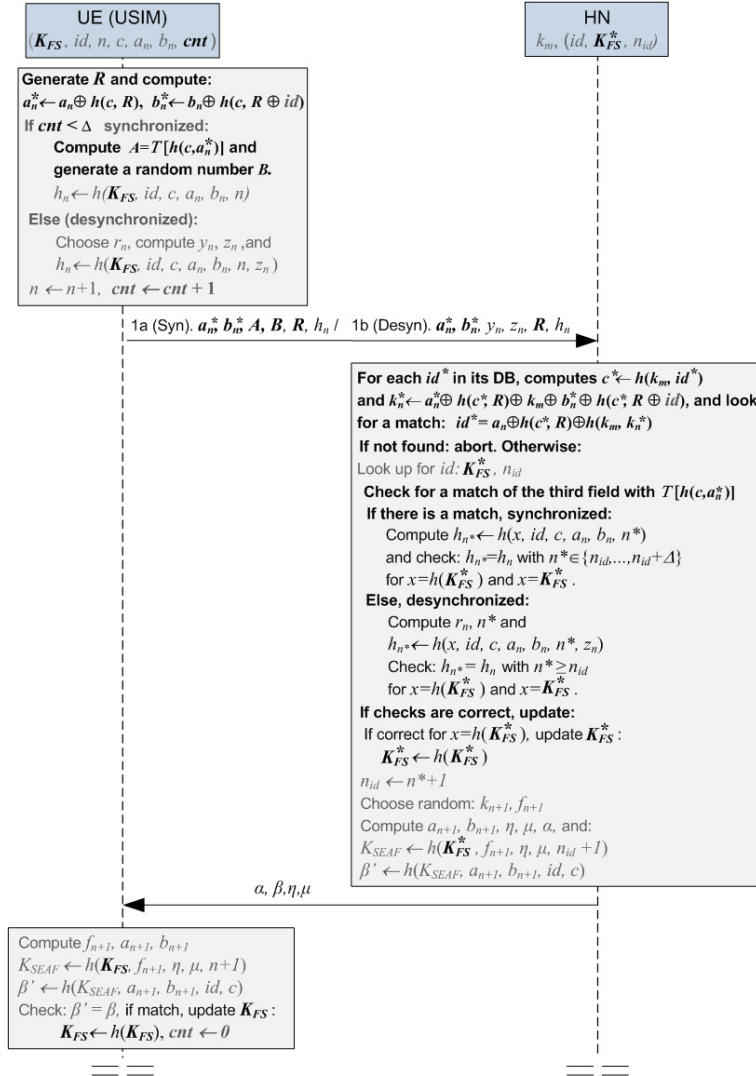 UE (USIM)
(K_FS, id, n, c, a_n, b_n, cnt)
HN
k_m, (id, K*_FS, n_id)
Generate R and compute:
a*_n ← a_n ⊕ h(c, R), b*_n ← b_n ⊕ h(c, R ⊕ id)
If cnt < Δ synchronized:
Compute A=T[h(c,a*_n)] and
generate a random number B.
h_n ← h(K_FS, id, c, a_n, b_n, n)
Else (desynchronized):
Choose r_n, compute y_n, z_n ,and
h_n ← h(K_FS, id, c, a_n, b_n, n, z_n)
n ← n+1, cnt ← cnt + 1
1a (Syn). a*_n, b*_n, A, B, R, h_n / 1b (Desyn). a*_n, b*_n, y_n, z_n, R, h_n
For each id* in its DB, computes c* ← h(k_m, id*)
and k*_n ← a*_n ⊕ h(c*, R) ⊕ k_m ⊕ b*_n ⊕ h(c*, R ⊕ id), and look
for a match: id* = a_n ⊕ h(c*, R) ⊕ h(k_m, k_n*)
If not found: abort. Otherwise:
Look up for id: K*_FS, n_id
Check for a match of the third field with T[h(c,a*_n)]
If there is a match, synchronized:
Compute h_n* ← h(x, id, c, a_n, b_n, n*)
and check: h_n*=h_n with n*∈{n_id,...,n_id+Δ}
for x=h(K*_FS) and x=K*_FS .
Else, desynchronized:
Compute r_n, n* and
h_n* ← h(x, id, c, a_n, b_n, n*, z_n)
Check: h_n* = h_n with n* ≥ n_id
for x=h(K*_FS) and x=K*_FS .
If checks are correct, update:
If correct for x=h(K*_FS), update K*_FS :
K*_FS ← h(K*_FS)
n_id ← n*+1
Choose random: k_n+1, f_n+1
Compute a_n+1, b_n+1, η, μ, α, and:
K_SEAF ← h(K*_FS, f_n+1, η, μ, n_id +1)
β' ← h(K_SEAF, a_n+1, b_n+1, id, c)
α, β,η,μ
Compute f_n+1, a_n+1, b_n+1
K_SEAF ← h(K_FS, f_n+1, η, μ, n+1)
β' ← h(K_SEAF, a_n+1, b_n+1, id, c)
Check: β' = β, if match, update K_FS :
K_FS ← h(K_FS), cnt ← 0